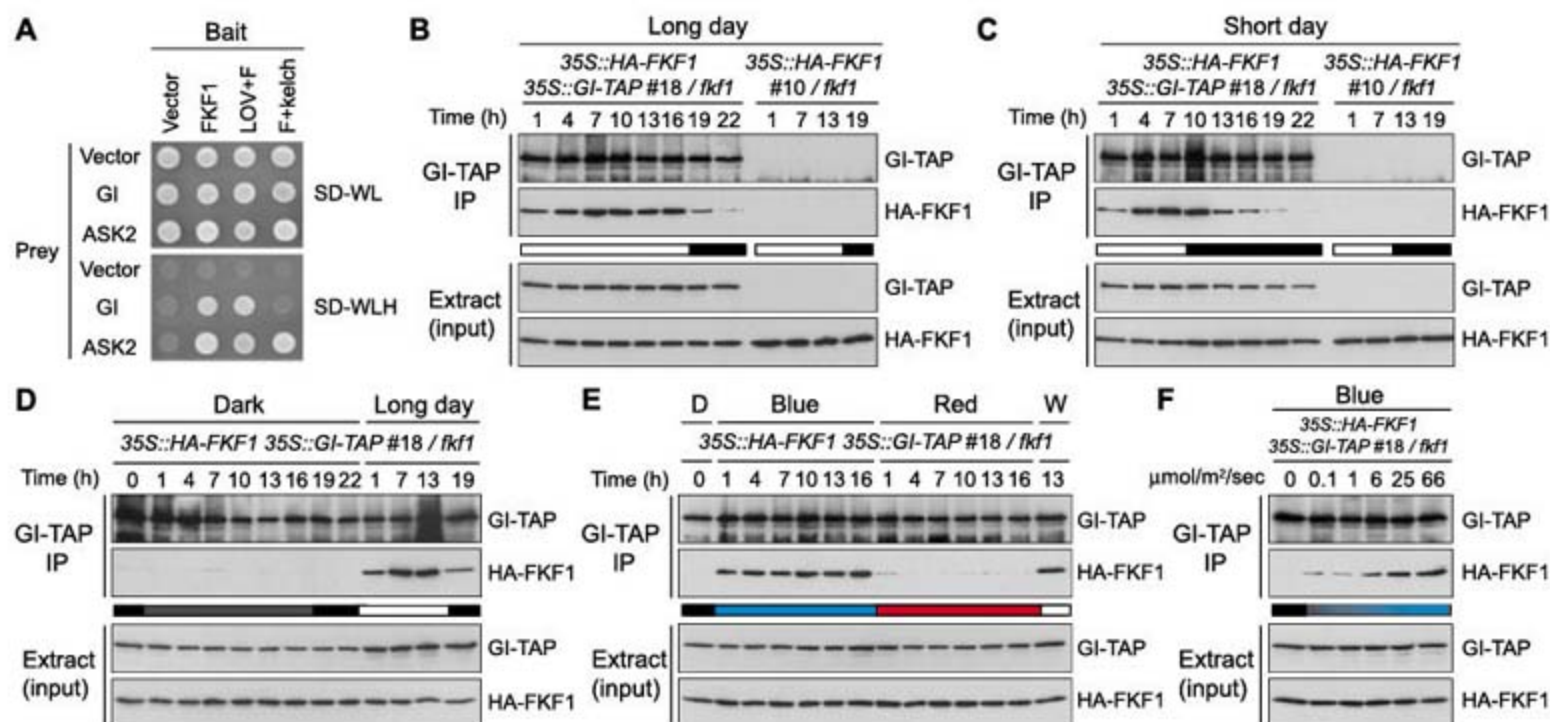 A
Bait
Vector FKF1 LOV+F F+kelch
Prey
Vector
GI
ASK2
SD-WL
Vector
GI
ASK2
SD-WLH
B
Long day
35S::HA-FKF1
35S::GI-TAP #18 / fkf1
35S::HA-FKF1
#10 / fkf1
Time (h) 1 4 7 10 13 16 19 22 1 7 13 19
GI-TAP IP
GI-TAP
HA-FKF1
Extract (input)
GI-TAP
HA-FKF1
C
Short day
35S::HA-FKF1
35S::GI-TAP #18 / fkf1
35S::HA-FKF1
#10 / fkf1
Time (h) 1 4 7 10 13 16 19 22 1 7 13 19
GI-TAP IP
GI-TAP
HA-FKF1
Extract (input)
GI-TAP
HA-FKF1
D
Dark Long day
35S::HA-FKF1 35S::GI-TAP #18 / fkf1
Time (h) 0 1 4 7 10 13 16 19 22 1 7 13 19
GI-TAP IP
GI-TAP
HA-FKF1
Extract (input)
GI-TAP
HA-FKF1
E
D Blue Red W
35S::HA-FKF1 35S::GI-TAP #18 / fkf1
Time (h) 0 1 4 7 10 13 16 1 4 7 10 13 16 13
GI-TAP IP
GI-TAP
HA-FKF1
Extract (input)
GI-TAP
HA-FKF1
F
Blue
35S::HA-FKF1
35S::GI-TAP #18 / fkf1
µmol/m²/sec 0 0.1 1 6 25 66
GI-TAP IP
GI-TAP
HA-FKF1
Extract (input)
GI-TAP
HA-FKF1